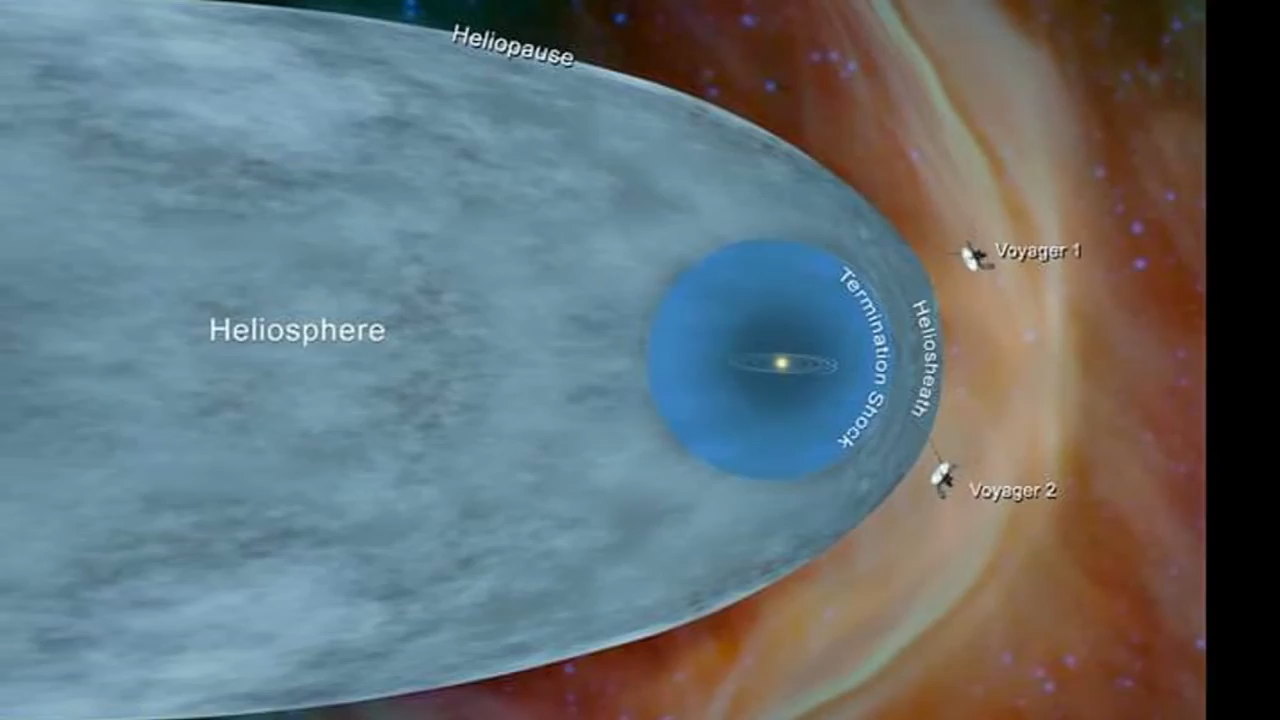 Heliopause
Voyager 1
Heliosphere
Termination Shock
Heliosheath
Voyager 2